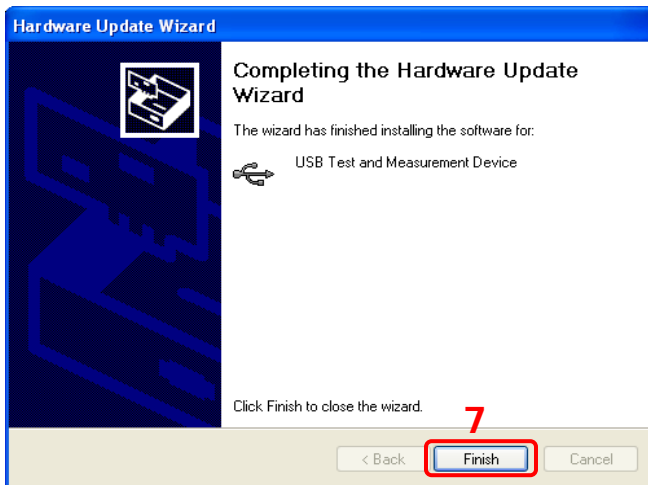 Hardware Update Wizard
Completing the Hardware Update
Wizard
The wizard has finished installing the software for:
USB Test and Measurement Device
Click Finish to close the wizard.
7
< Back
Finish
Cancel